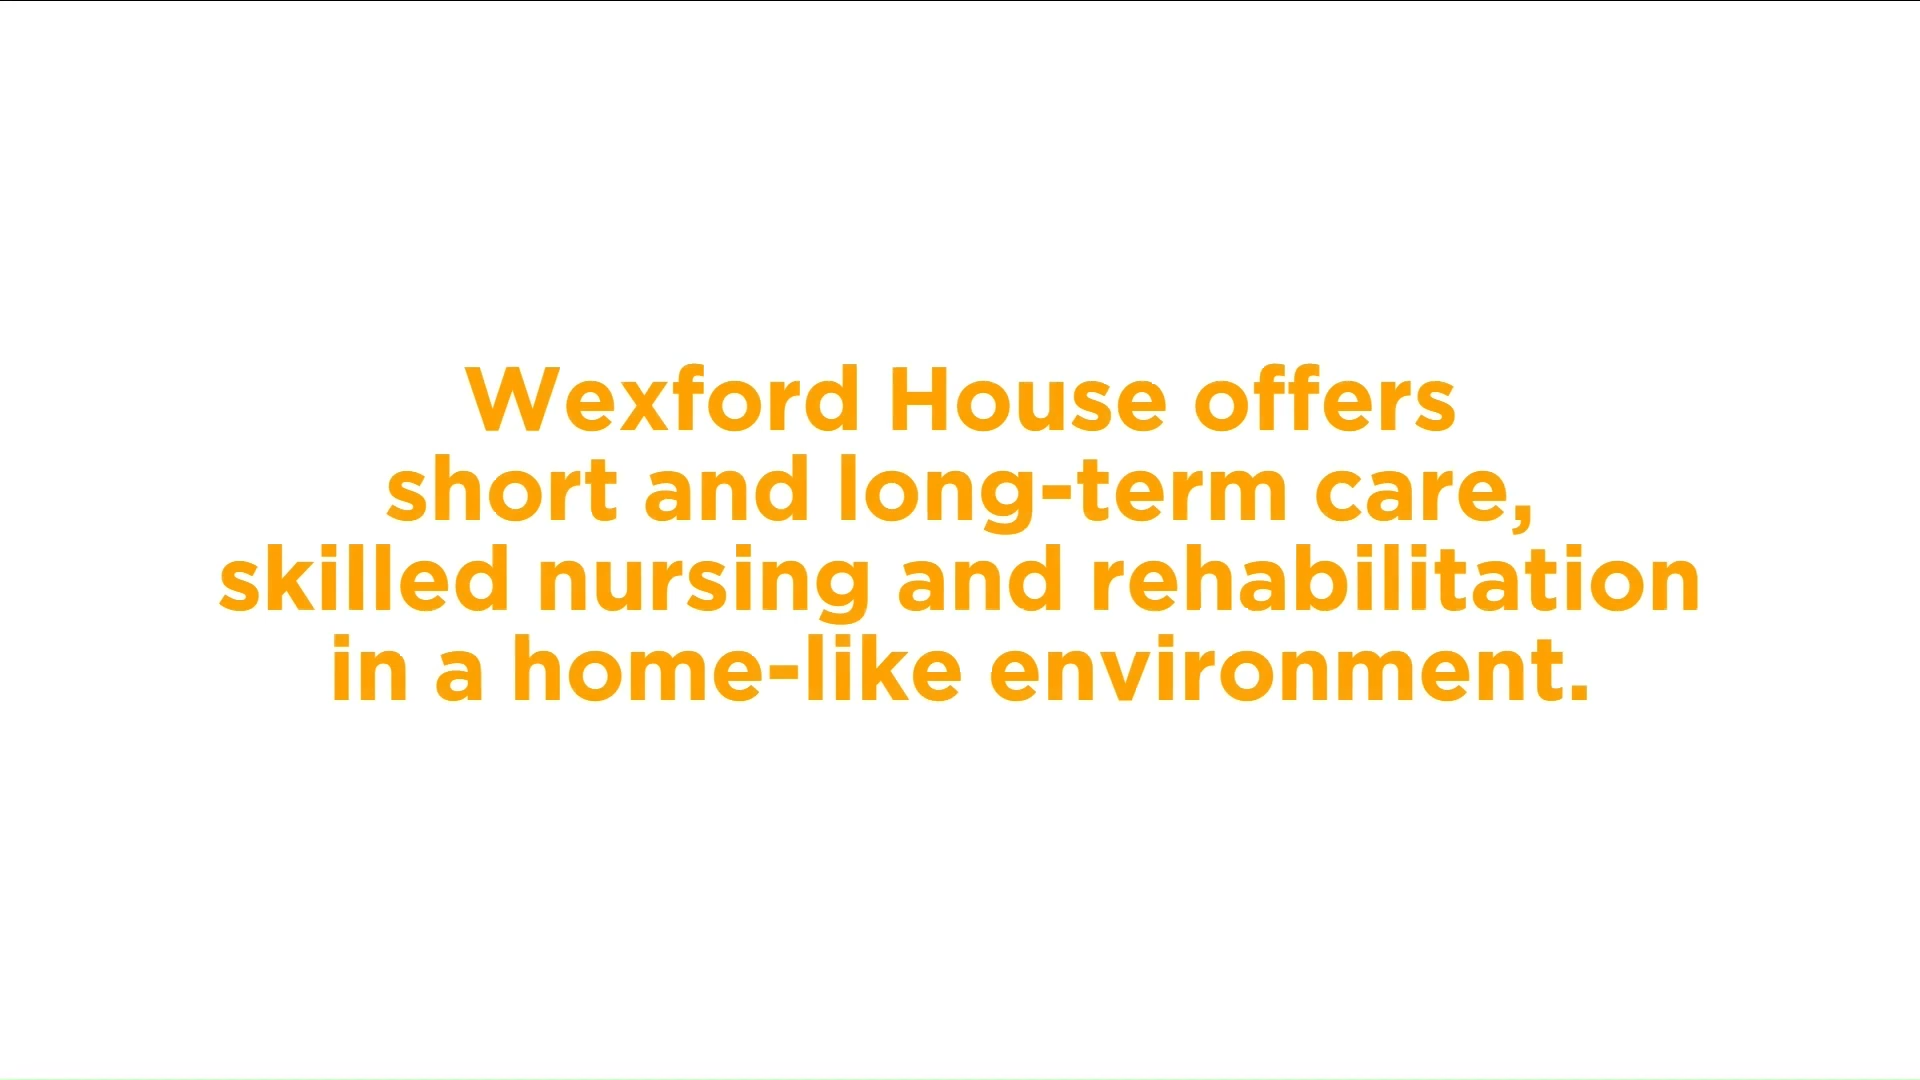 Wexford House offers
short and long-term care,
skilled nursing and rehabilitation
in a home-like environment.